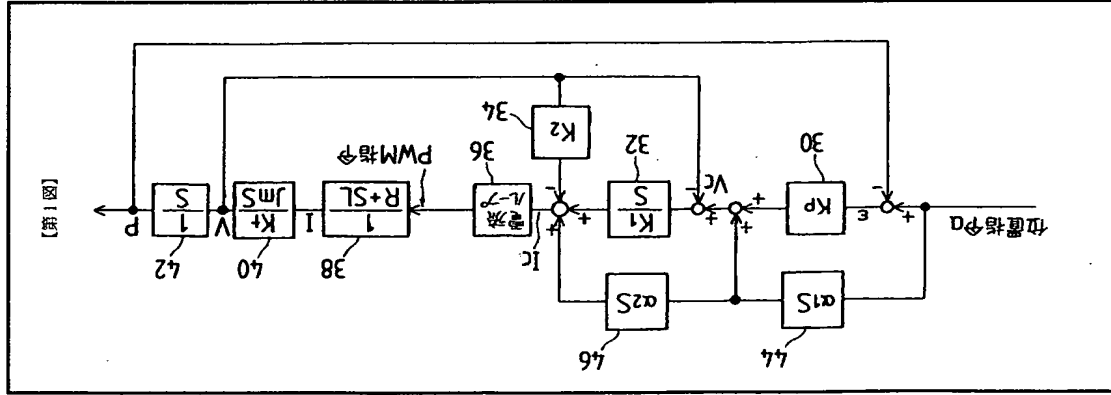 【第1図】
44
46
α1S
α2S
位置指令a
+
-
ε
KP
30
+
+
+
-
Vc
K1
S
32
+
+
-
Ic
電流
ループ
36
PWM指令
1
R+SL
38
I
Kt
JmS
40
V
1
S
42
P
K2
34